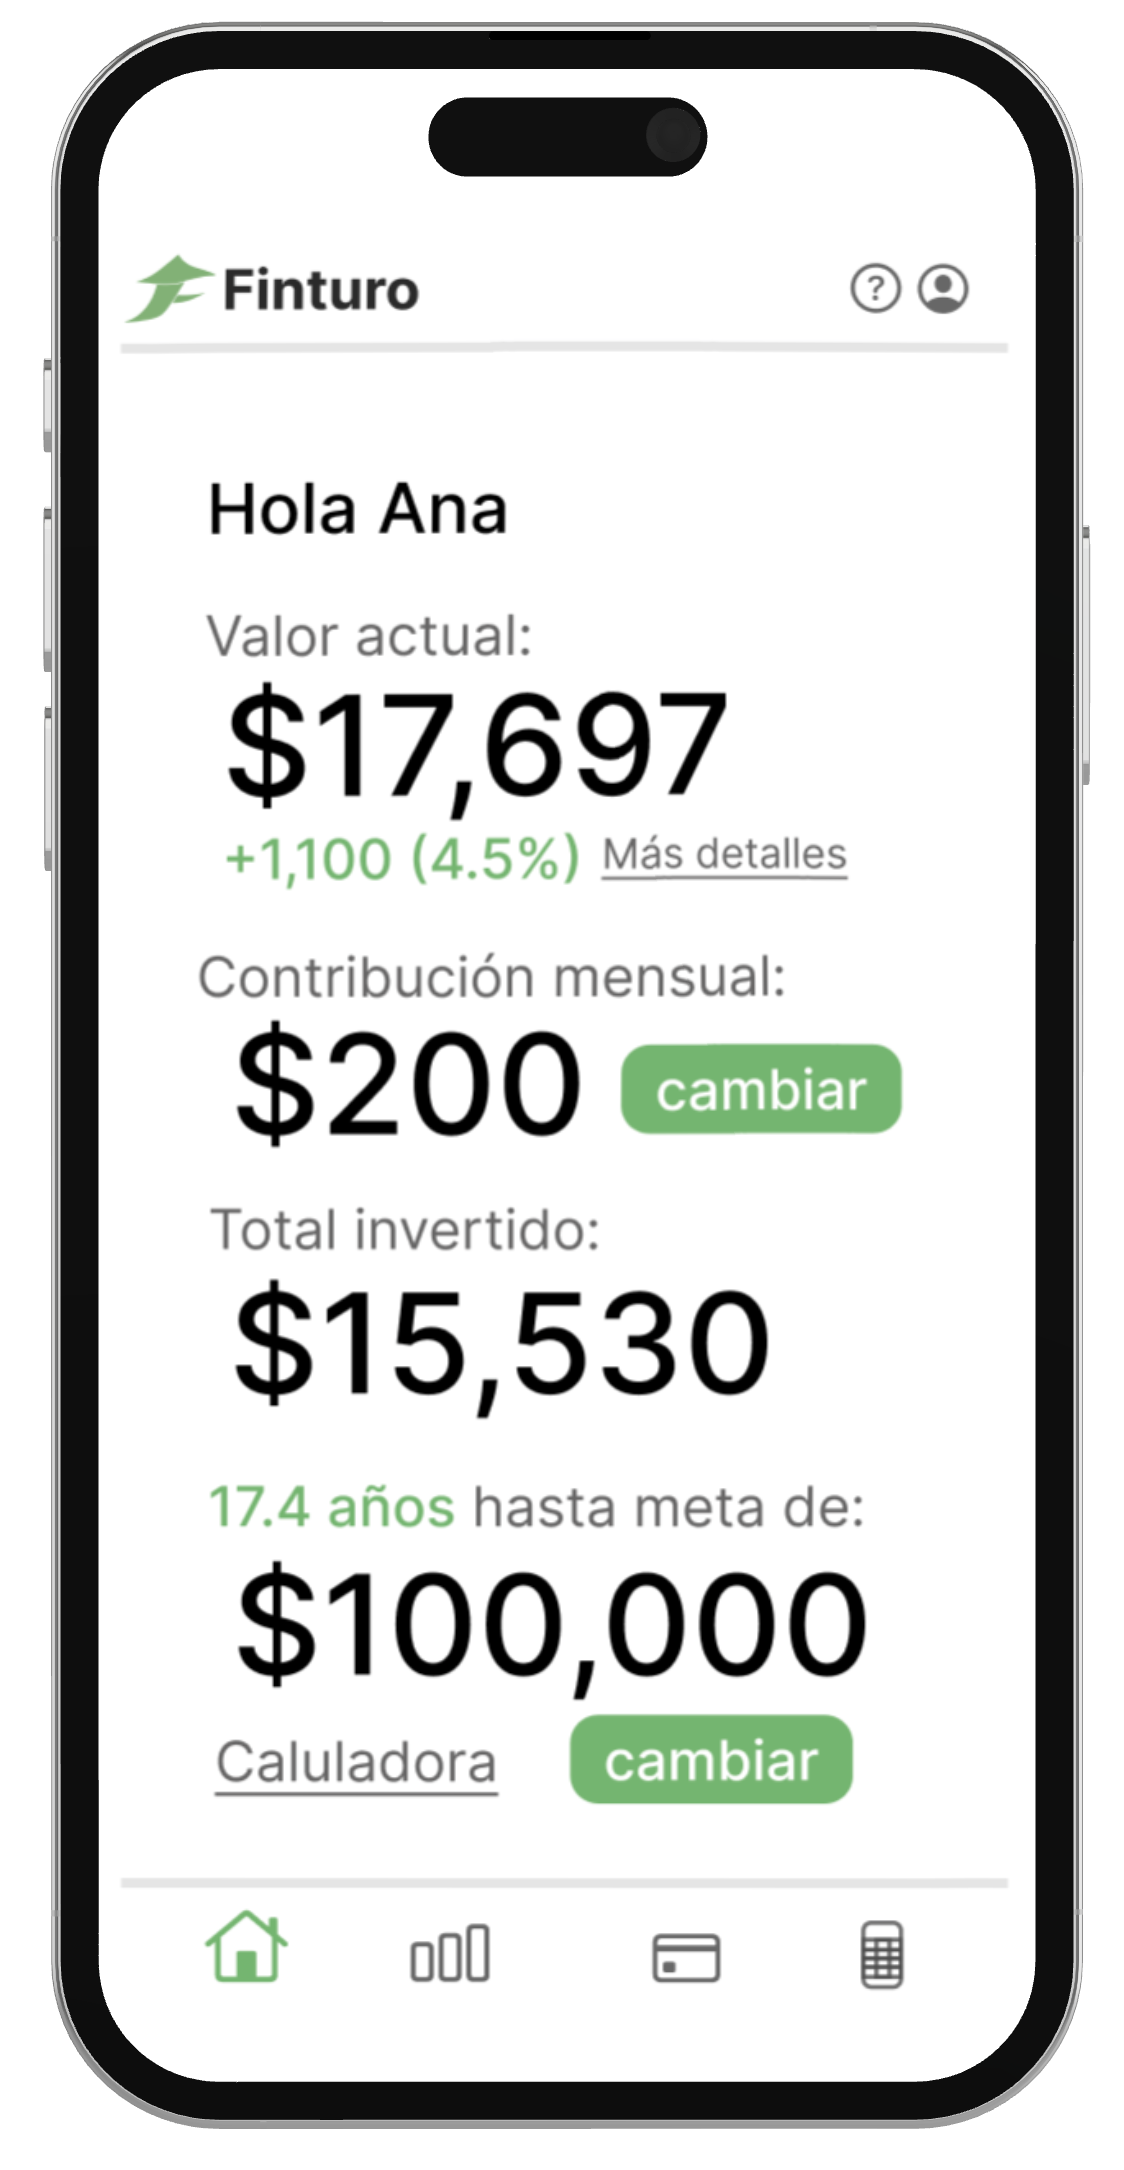 Finturo
?
Hola Ana
Valor actual:
$17,697
+1,100 (4.5%) Más detalles
Contribución mensual:
$200 cambiar
Total invertido:
$15,530
17.4 años hasta meta de:
$100,000
Caluladora cambiar